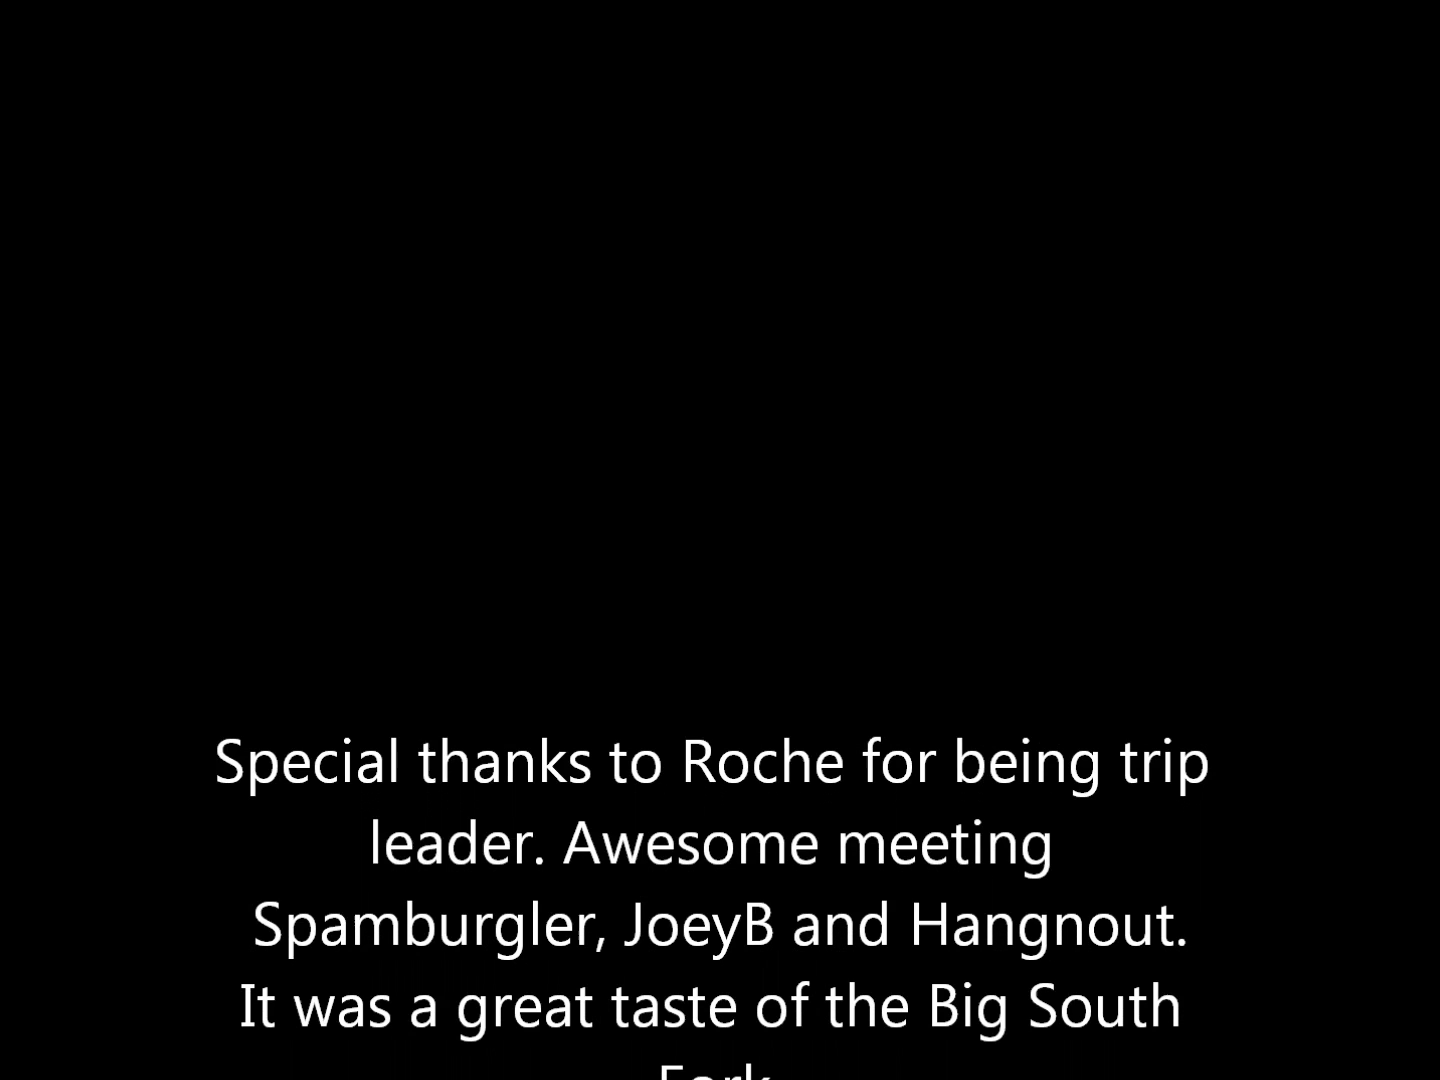 Special thanks to Roche for being trip
leader. Awesome meeting
Spamburgler, JoeyB and Hangnout.
It was a great taste of the Big South
Fork